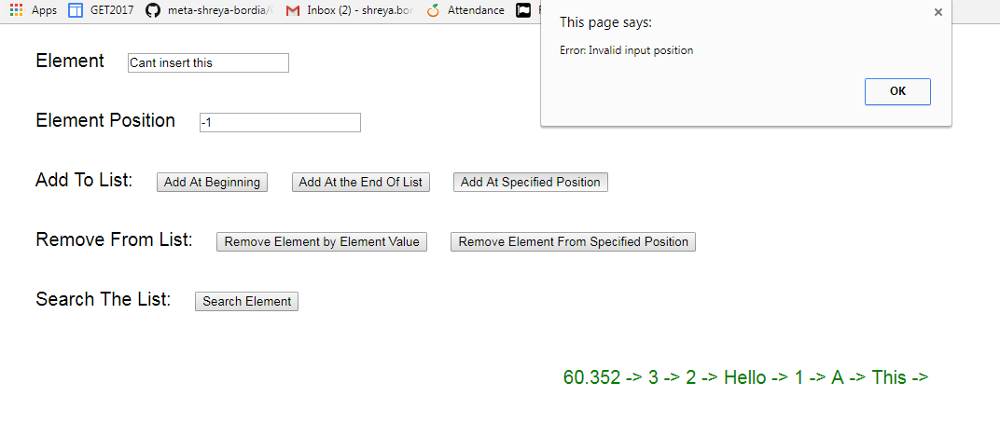 Apps GET2017 meta-shreya-bordia/ Inbox (2) - shreya.bor Attendance
This page says:
Error: Invalid input position
OK
Element Cant insert this
Element Position -1
Add To List: Add At Beginning Add At the End Of List Add At Specified Position
Remove From List: Remove Element by Element Value Remove Element From Specified Position
Search The List: Search Element
60.352 -> 3 -> 2 -> Hello -> 1 -> A -> This ->